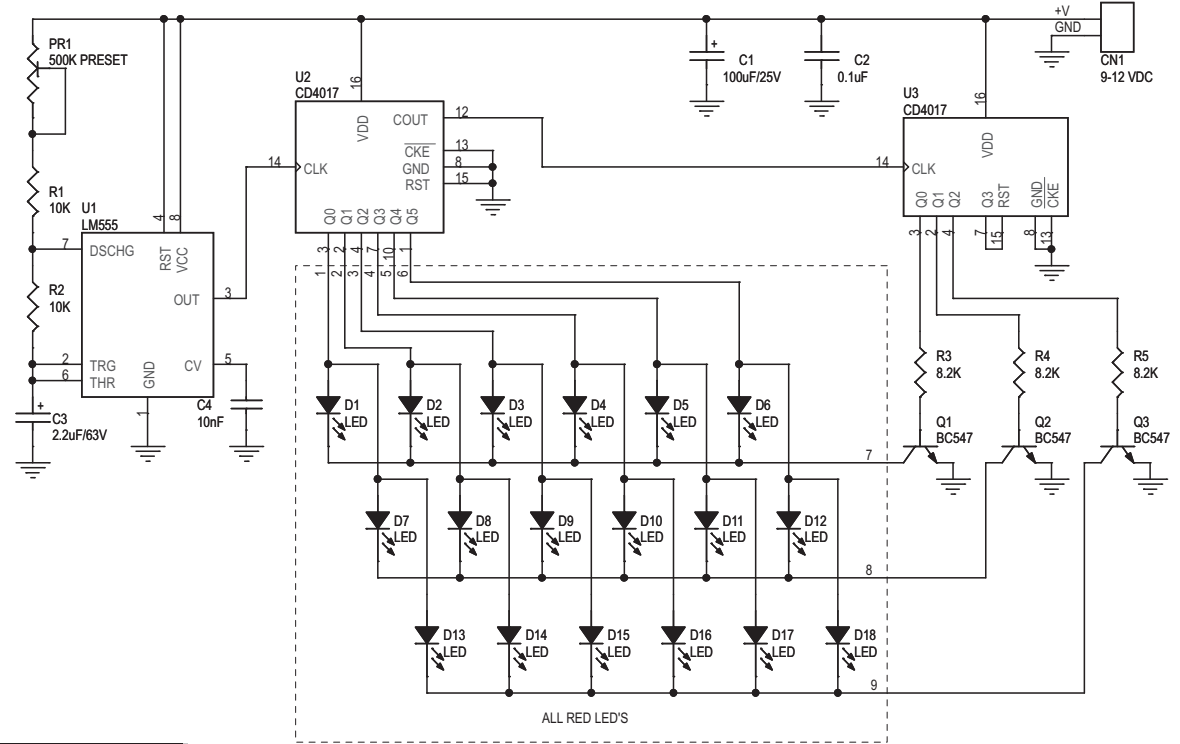 +V
GND
CN1
9-12 VDC
PR1
500K PRESET
R1
10K
R2
10K
U1
LM555
4
8
7
DSCHG
RST
VCC
OUT
3
2
TRG
6
THR
GND
CV
5
1
C3
2.2uF/63V
+
C4
10nF
U2
CD4017
16
VDD
COUT
12
CKE
13
GND
8
RST
15
14
CLK
Q0
Q1
Q2
Q3
Q4
Q5
3
2
4
7
10
1
1
2
3
4
5
6
+
C1
100uF/25V
C2
0.1uF
U3
CD4017
16
VDD
14
CLK
Q0
Q1
Q2
Q3
RST
GND
CKE
3
2
4
7
15
8
13
R3
8.2K
R4
8.2K
R5
8.2K
Q1
BC547
Q2
BC547
Q3
BC547
D1
LED
D2
LED
D3
LED
D4
LED
D5
LED
D6
LED
7
D7
LED
D8
LED
D9
LED
D10
LED
D11
LED
D12
LED
8
D13
LED
D14
LED
D15
LED
D16
LED
D17
LED
D18
LED
9
ALL RED LED'S